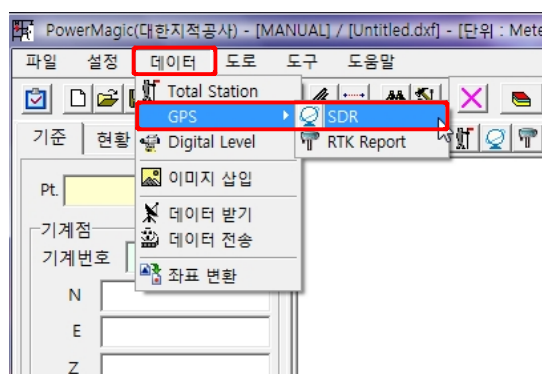 PowerMagic(대한지적공사) - [MANUAL] / [Untitled.dxf] - [단위 : Mete
파일 설정 데이터 도로 도구 도움말
Total Station
GPS
SDR
기준 현황
Digital Level
RTK Report
Pt.
이미지 삽입
기계점
데이터 받기
기계번호
데이터 전송
N
좌표 변환
E
Z